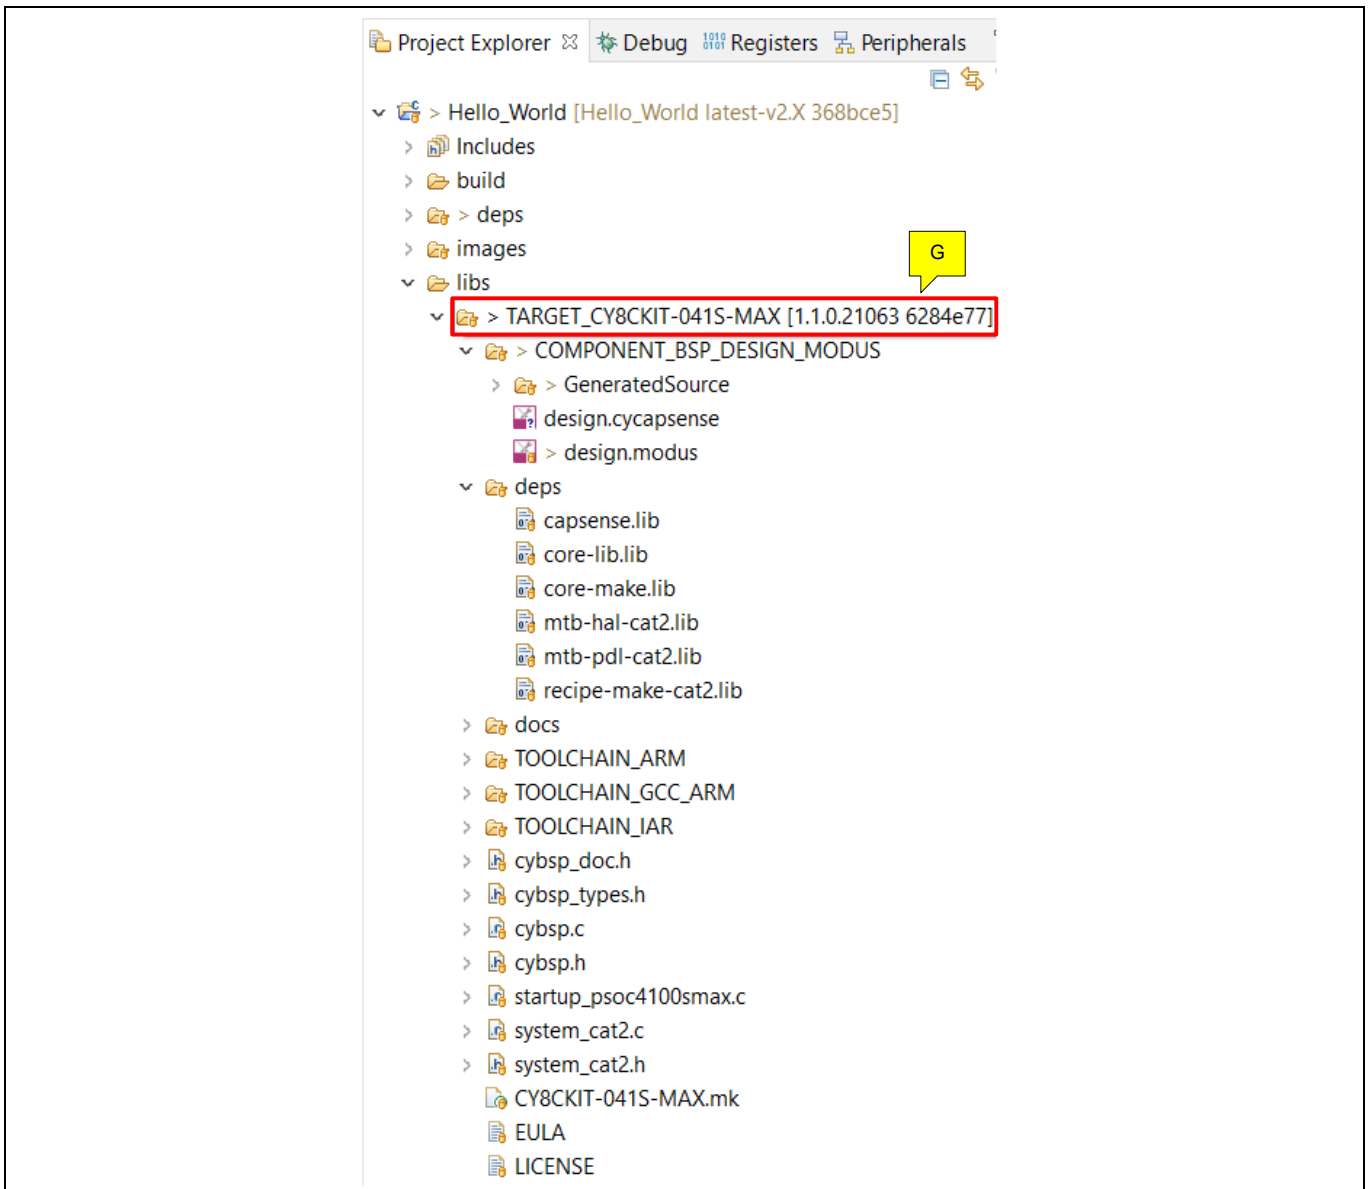 Project Explorer Debug Registers Peripherals
> Hello_World [Hello_World latest-v2.X 368bce5]
Includes
build
> deps
images
G
libs
> TARGET_CY8CKIT-041S-MAX [1.1.0.21063 6284e77]
> COMPONENT_BSP_DESIGN_MODUS
> GeneratedSource
design.cycapsense
> design.modus
deps
capsense.lib
core-lib.lib
core-make.lib
mtb-hal-cat2.lib
mtb-pdl-cat2.lib
recipe-make-cat2.lib
docs
TOOLCHAIN_ARM
TOOLCHAIN_GCC_ARM
TOOLCHAIN_IAR
cybsp_doc.h
cybsp_types.h
cybsp.c
cybsp.h
startup_psoc4100smax.c
system_cat2.c
system_cat2.h
CY8CKIT-041S-MAX.mk
EULA
LICENSE